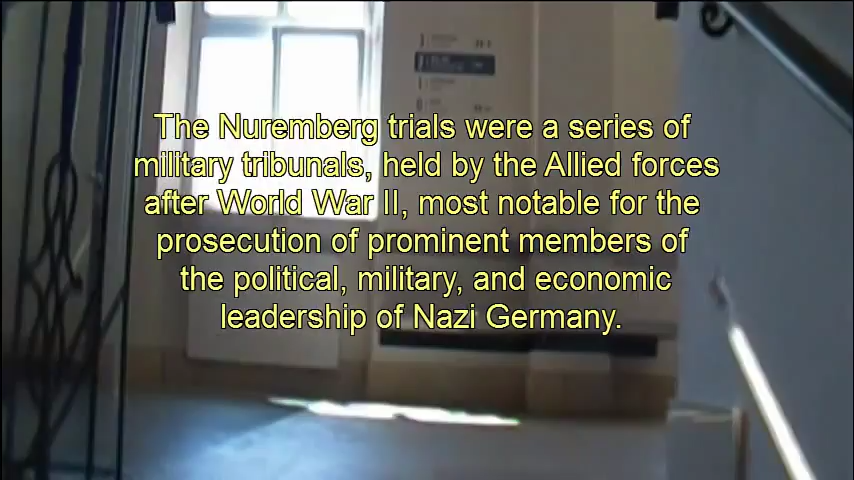 The Nuremberg trials were a series of
military tribunals, held by the Allied forces
after World War II, most notable for the
prosecution of prominent members of
the political, military, and economic
leadership of Nazi Germany.